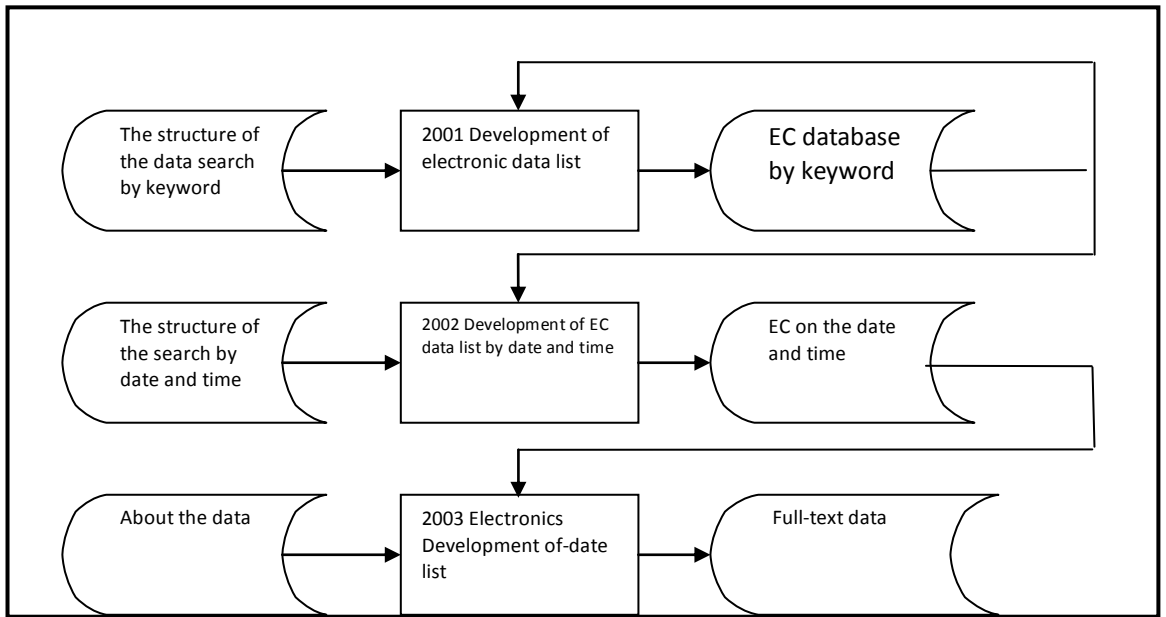 The structure of
the data search
by keyword
2001 Development of
electronic data list
EC database
by keyword
The structure of
the search by
date and time
2002 Development of EC
data list by date and time
EC on the date
and time
About the data
2003 Electronics
Development of-date
list
Full-text data